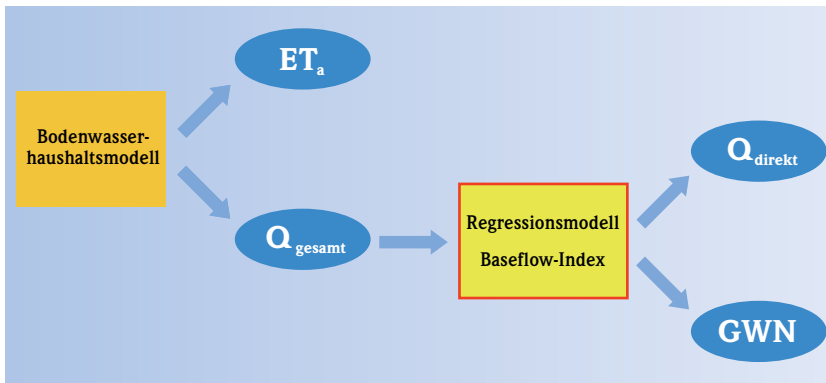 ETa
Bodenwasser-
haushaltsmodell
Qdirekt
Qgesamt
Regressionsmodell
Baseflow-Index
GWN